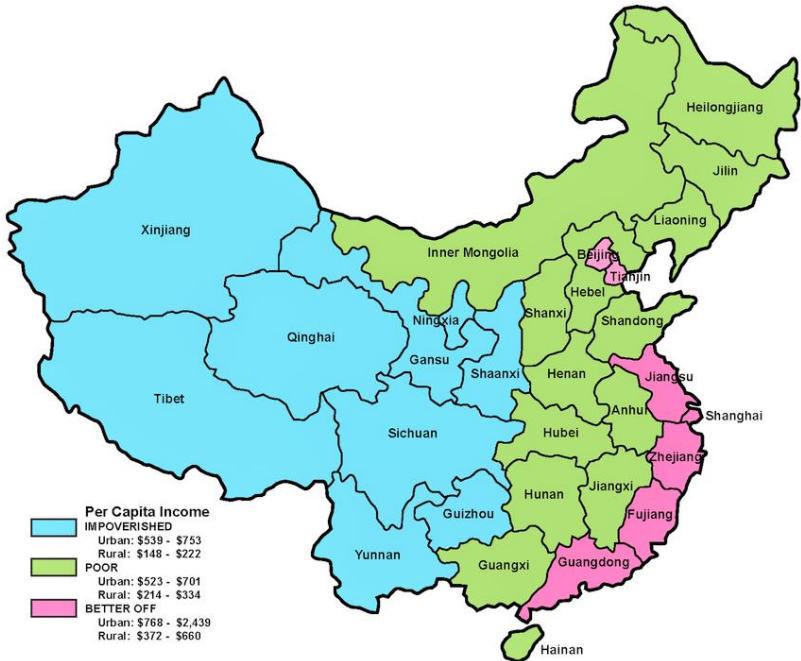 Heilongjiang
Jilin
Liaoning
Xinjiang
Inner Mongolia
Beijing
Tianjin
Hebel
Shanxi
Shandong
Ningxia
Qinghai
Gansu
Shaanxi
Henan
Jiangsu
Tibet
Anhui
Shanghai
Sichuan
Hubei
Zhejiang
Hunan
Jiangxi
Guizhou
Fujiang
Yunnan
Guangxi
Guangdong
Hainan
Per Capita Income
IMPOVERISHED
Urban: $539 - $753
Rural: $148 - $222
POOR
Urban: $523 - $701
Rural: $214 - $334
BETTER OFF
Urban: $768 - $2,439
Rural: $372 - $660